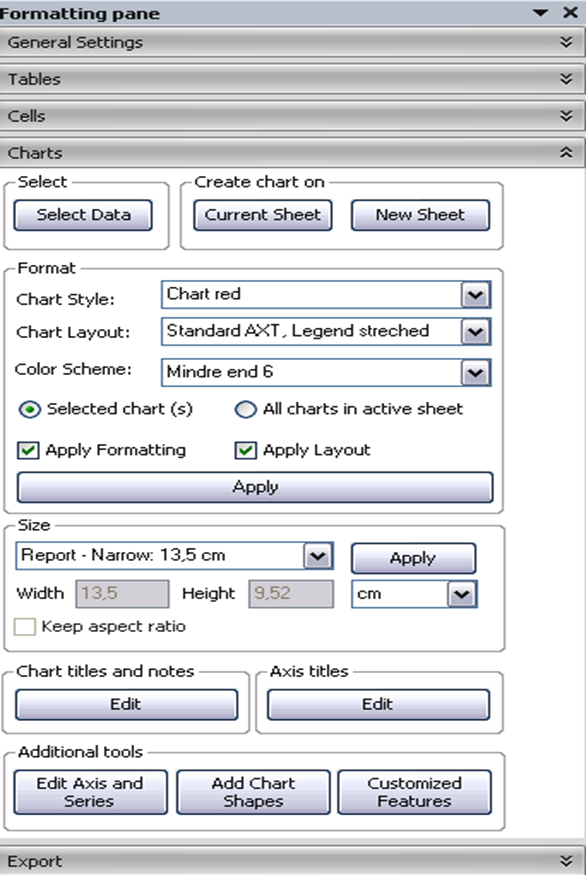 Formatting pane
General Settings
Tables
Cells
Charts
Select
Create chart on
Select Data
Current Sheet
New Sheet
Format
Chart Style:
Chart red
Chart Layout:
Standard AXT, Legend streched
Color Scheme:
Mindre end 6
Selected chart (s)
All charts in active sheet
Apply Formatting
Apply Layout
Apply
Size
Report - Narrow: 13,5 cm
Apply
Width
13,5
Height
9,52
cm
Keep aspect ratio
Chart titles and notes
Axis titles
Edit
Edit
Additional tools
Edit Axis and
Series
Add Chart
Shapes
Customized
Features
Export